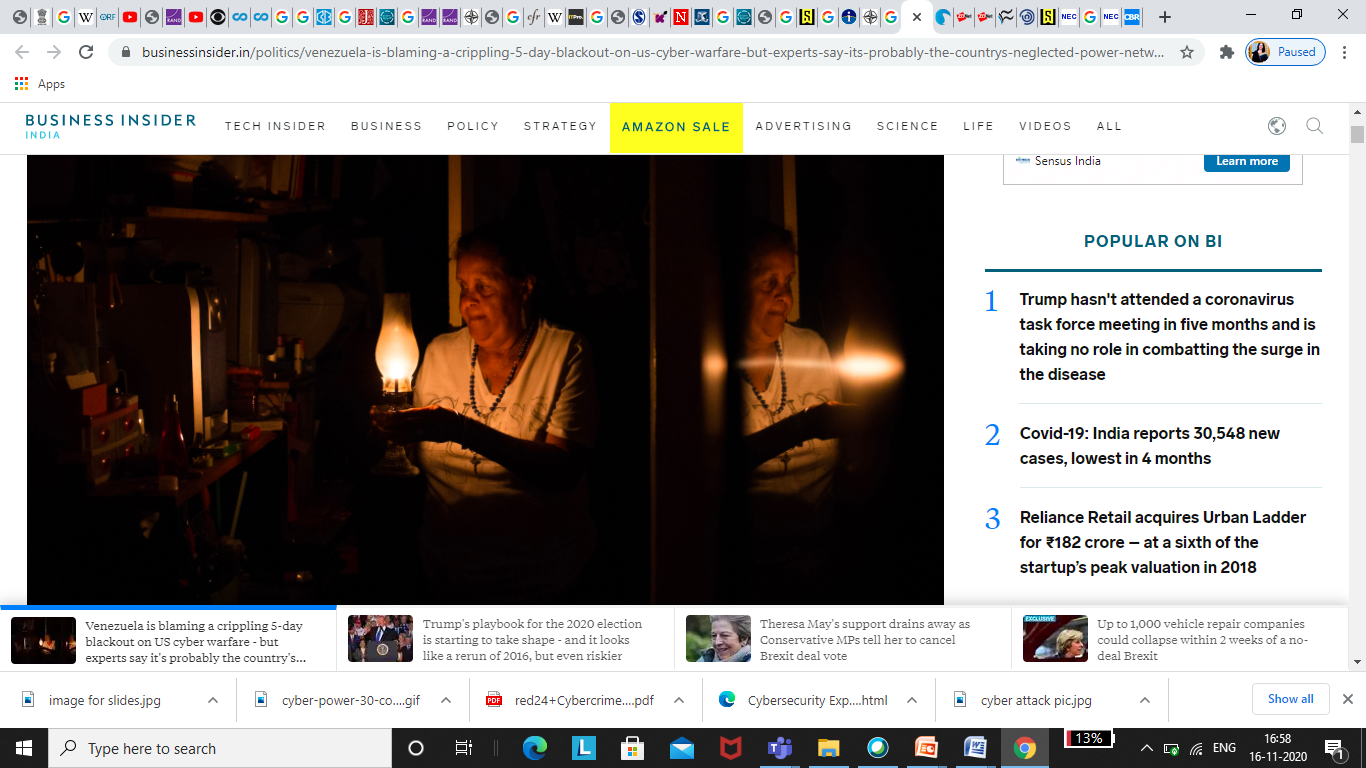 businessinsider.in/politics/venezuela-is-blaming-a-crippling-5-day-blackout-on-us-cyber-warfare-but-experts-say-its-probably-the-countrys-neglected-power-netw...
Paused
Apps
BUSINESS INSIDER
INDIA
TECH INSIDER BUSINESS POLICY STRATEGY AMAZON SALE ADVERTISING SCIENCE LIFE VIDEOS ALL
Sensus India
Learn more
POPULAR ON BI
1 Trump hasn't attended a coronavirus
task force meeting in five months and is
taking no role in combatting the surge in
the disease
2 Covid-19: India reports 30,548 new
cases, lowest in 4 months
3 Reliance Retail acquires Urban Ladder
for ₹182 crore – at a sixth of the
startup's peak valuation in 2018
Venezuela is blaming a crippling 5-day
blackout on US cyber warfare - but
experts say it's probably the country's...
Trump's playbook for the 2020 election
is starting to take shape - and it looks
like a rerun of 2016, but even riskier
Theresa May's support drains away as
Conservative MPs tell her to cancel
Brexit deal vote
EXCLUSIVE
Up to 1,000 vehicle repair companies
could collapse within 2 weeks of a no-
deal Brexit
image for slides.jpg
cyber-power-30-co....gif
PDF
red24+Cybercrime....pdf
Cybersecurity Exp....html
cyber attack pic.jpg
Show all
Type here to search
13%
ENG
16:58
16-11-2020
1